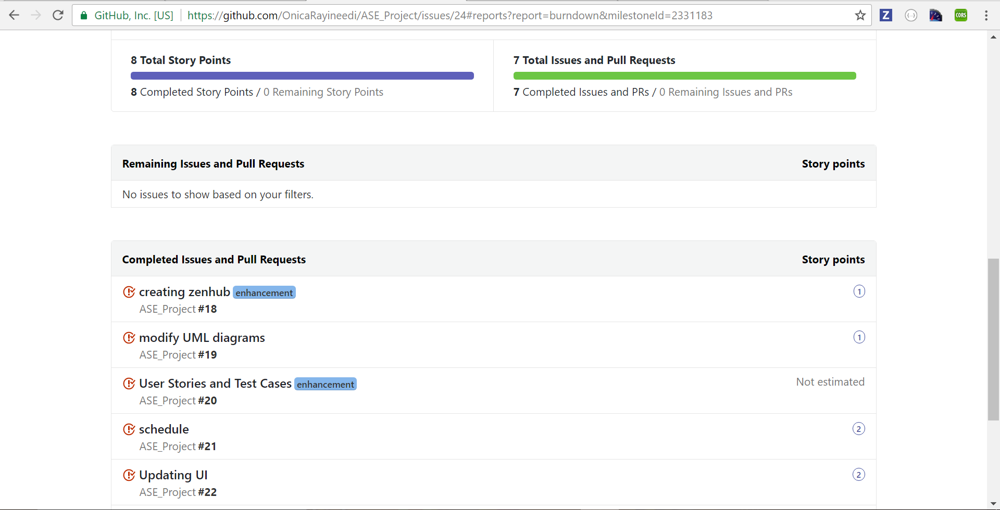 GitHub, Inc. [US] https://github.com/OnicaRayineedi/ASE_Project/issues/24#reports?report=burndown&milestoneId=2331183
Z {···} CORS
8 Total Story Points
8 Completed Story Points / 0 Remaining Story Points
7 Total Issues and Pull Requests
7 Completed Issues and PRs / 0 Remaining Issues and PRs
Remaining Issues and Pull Requests Story points
No issues to show based on your filters.
Completed Issues and Pull Requests Story points
creating zenhub enhancement 1
ASE_Project #18
modify UML diagrams 1
ASE_Project #19
User Stories and Test Cases enhancement Not estimated
ASE_Project #20
schedule 2
ASE_Project #21
Updating UI 2
ASE_Project #22